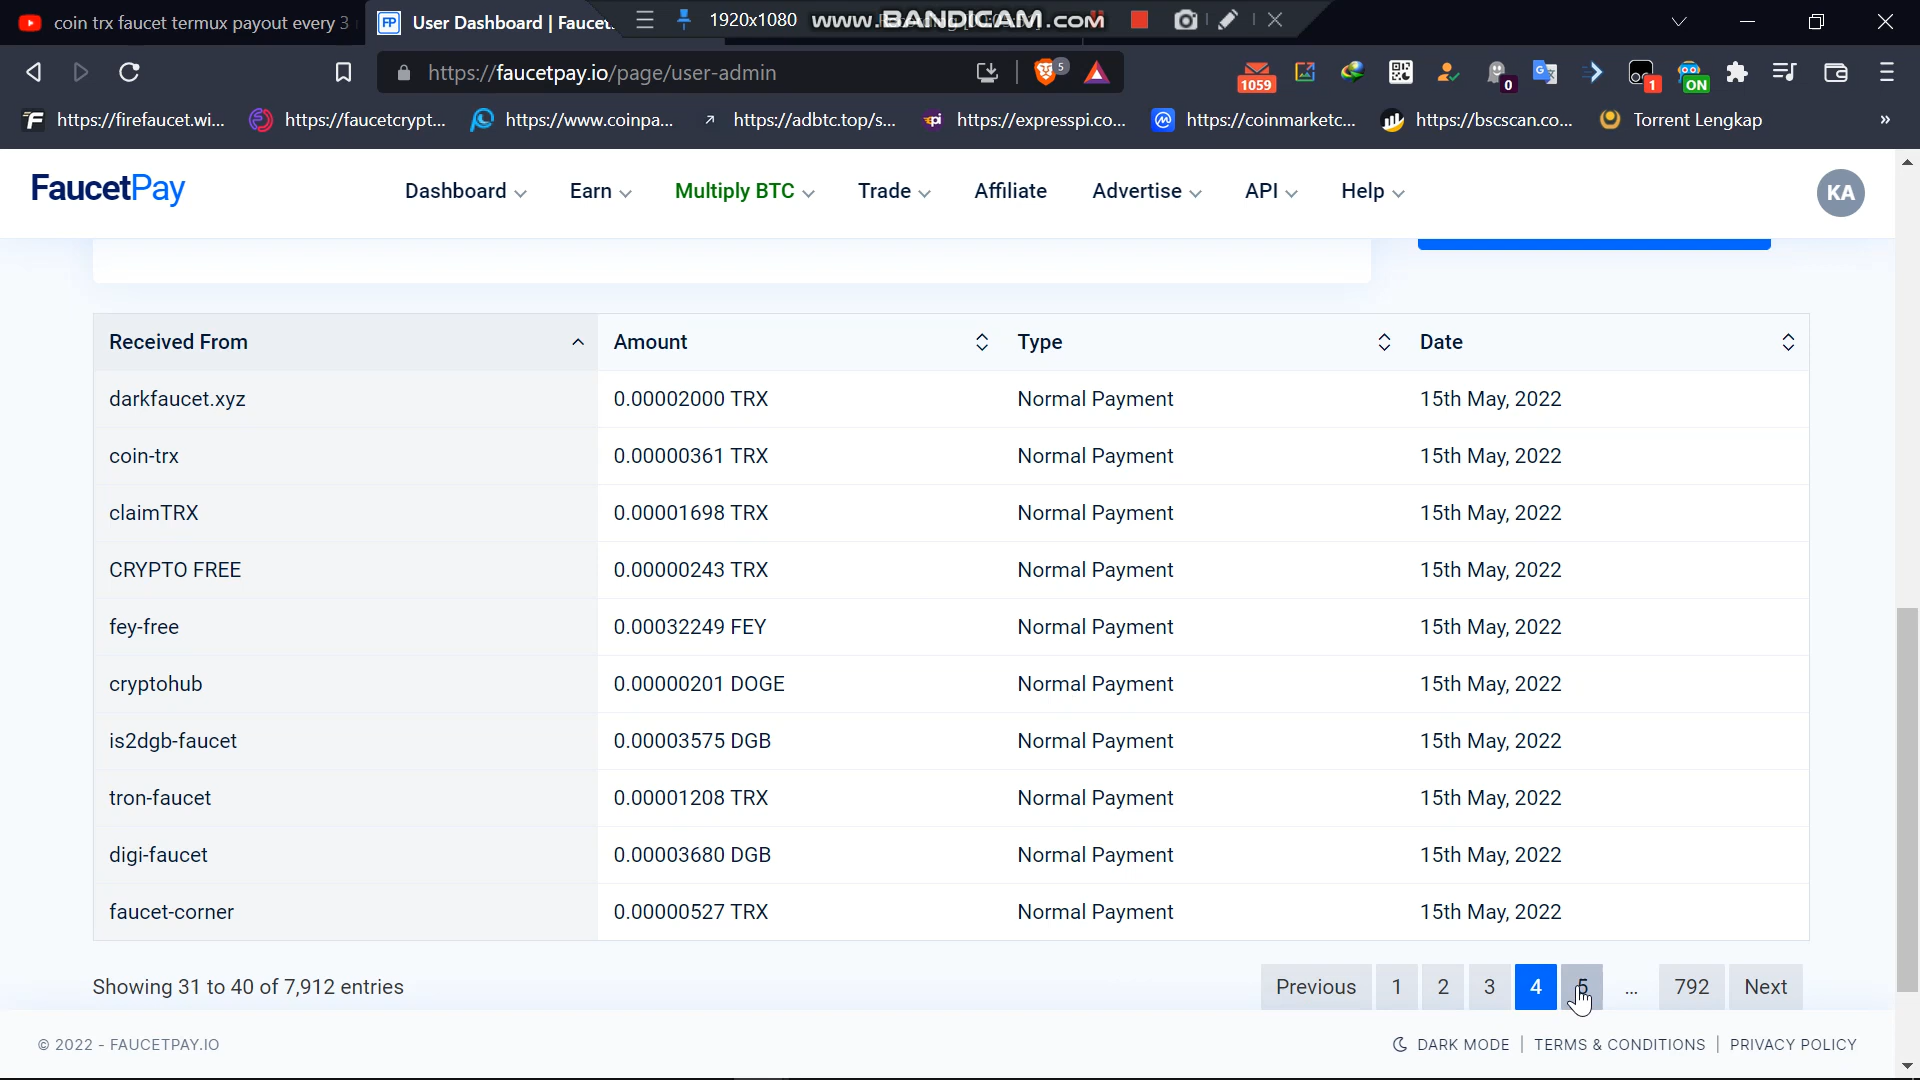 coin trx faucet termux payout every 3
User Dashboard | Faucet
1920x1080
www.BANDICAM.com
https://faucetpay.io/page/user-admin
5
1059
0
1
ON
https://firefaucet.wi...
https://faucetcrypt...
https://www.coinpa...
https://adbtc.top/s...
https://expresspi.co...
https://coinmarketc...
https://bscscan.co...
Torrent Lengkap
»
FaucetPay
Dashboard
Earn
Multiply BTC
Trade
Affiliate
Advertise
API
Help
KA
Received From Amount Type Date
darkfaucet.xyz 0.00002000 TRX Normal Payment 15th May, 2022
coin-trx 0.00000361 TRX Normal Payment 15th May, 2022
claimTRX 0.00001698 TRX Normal Payment 15th May, 2022
CRYPTO FREE 0.00000243 TRX Normal Payment 15th May, 2022
fey-free 0.00032249 FEY Normal Payment 15th May, 2022
cryptohub 0.00000201 DOGE Normal Payment 15th May, 2022
is2dgb-faucet 0.00003575 DGB Normal Payment 15th May, 2022
tron-faucet 0.00001208 TRX Normal Payment 15th May, 2022
digi-faucet 0.00003680 DGB Normal Payment 15th May, 2022
faucet-corner 0.00000527 TRX Normal Payment 15th May, 2022
Showing 31 to 40 of 7,912 entries
Previous 1 2 3 4 5 ... 792 Next
© 2022 - FAUCETPAY.IO
DARK MODE | TERMS & CONDITIONS | PRIVACY POLICY